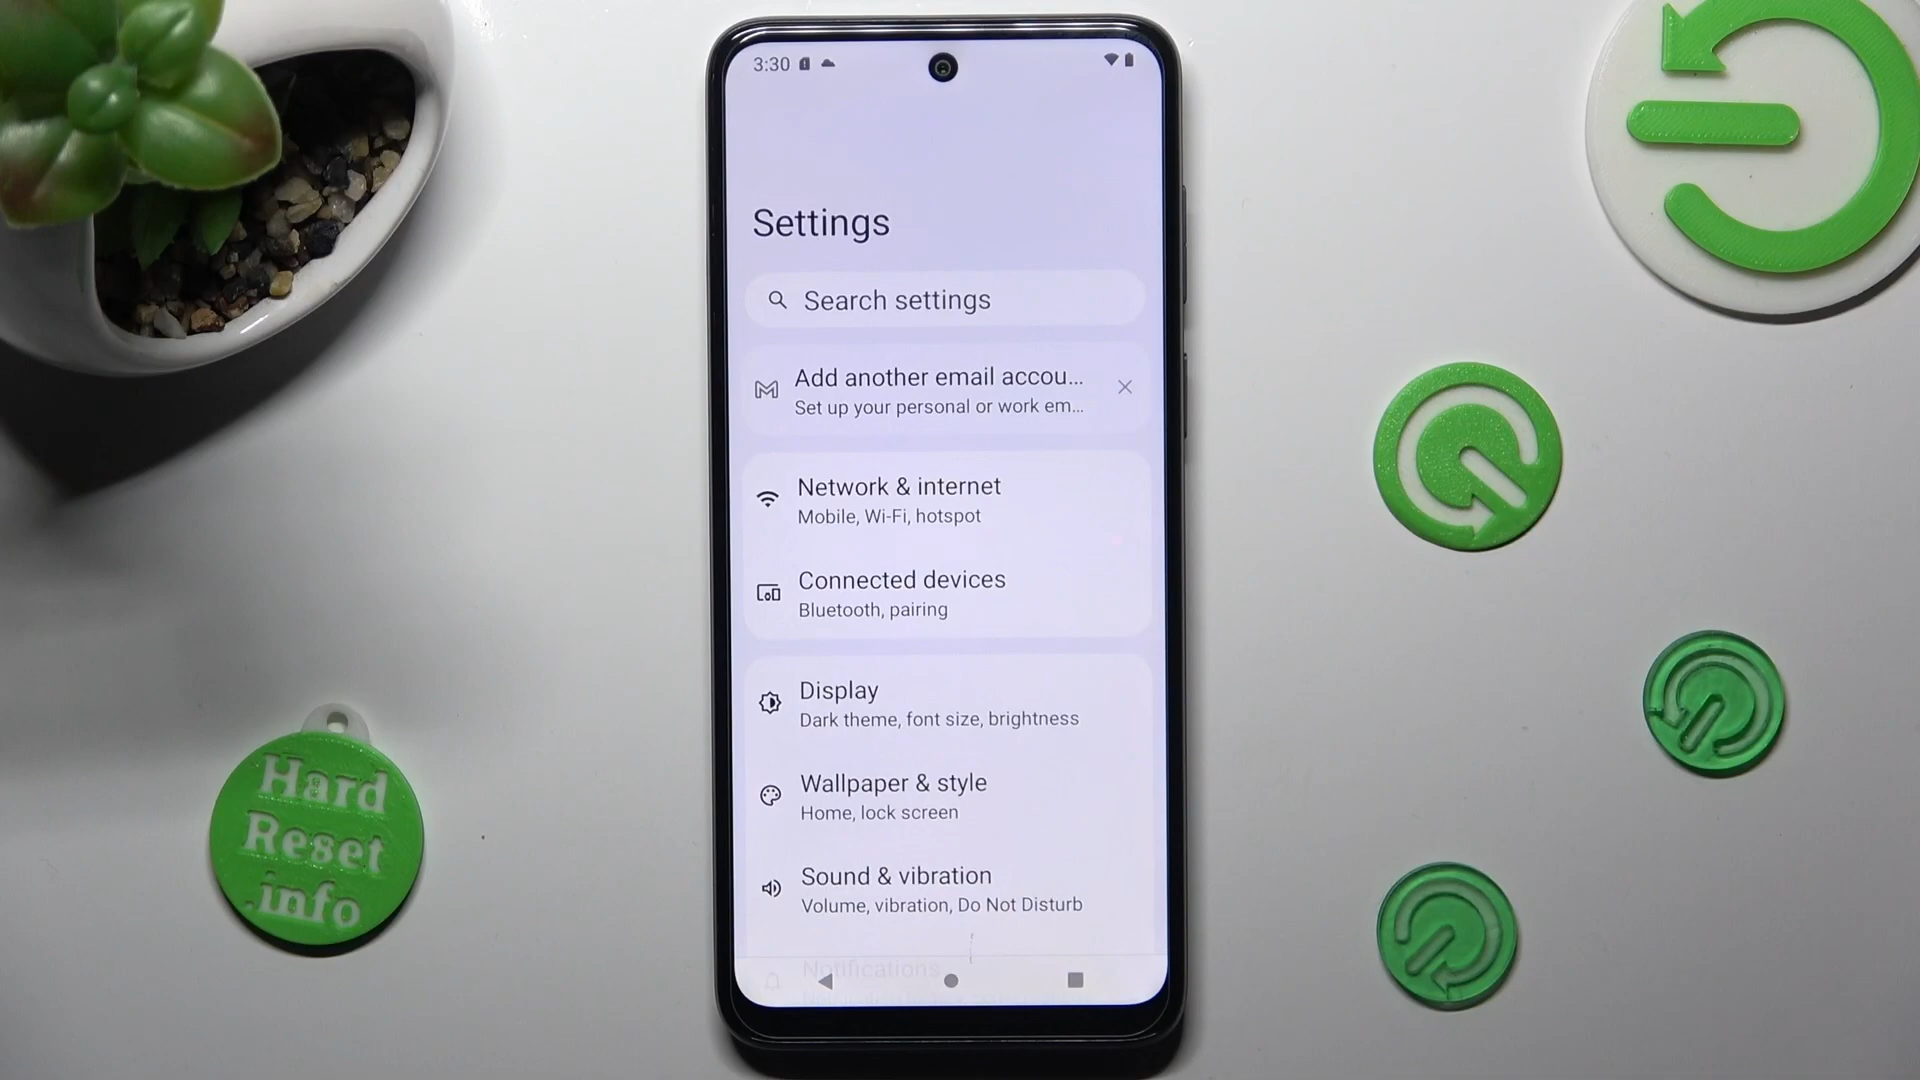 3:30
Settings
Search settings
Add another email accou...
Set up your personal or work em...
Network & internet
Mobile, Wi-Fi, hotspot
Connected devices
Bluetooth, pairing
Display
Dark theme, font size, brightness
Wallpaper & style
Home, lock screen
Sound & vibration
Volume, vibration, Do Not Disturb
Notifications
Hard
Reset
.info